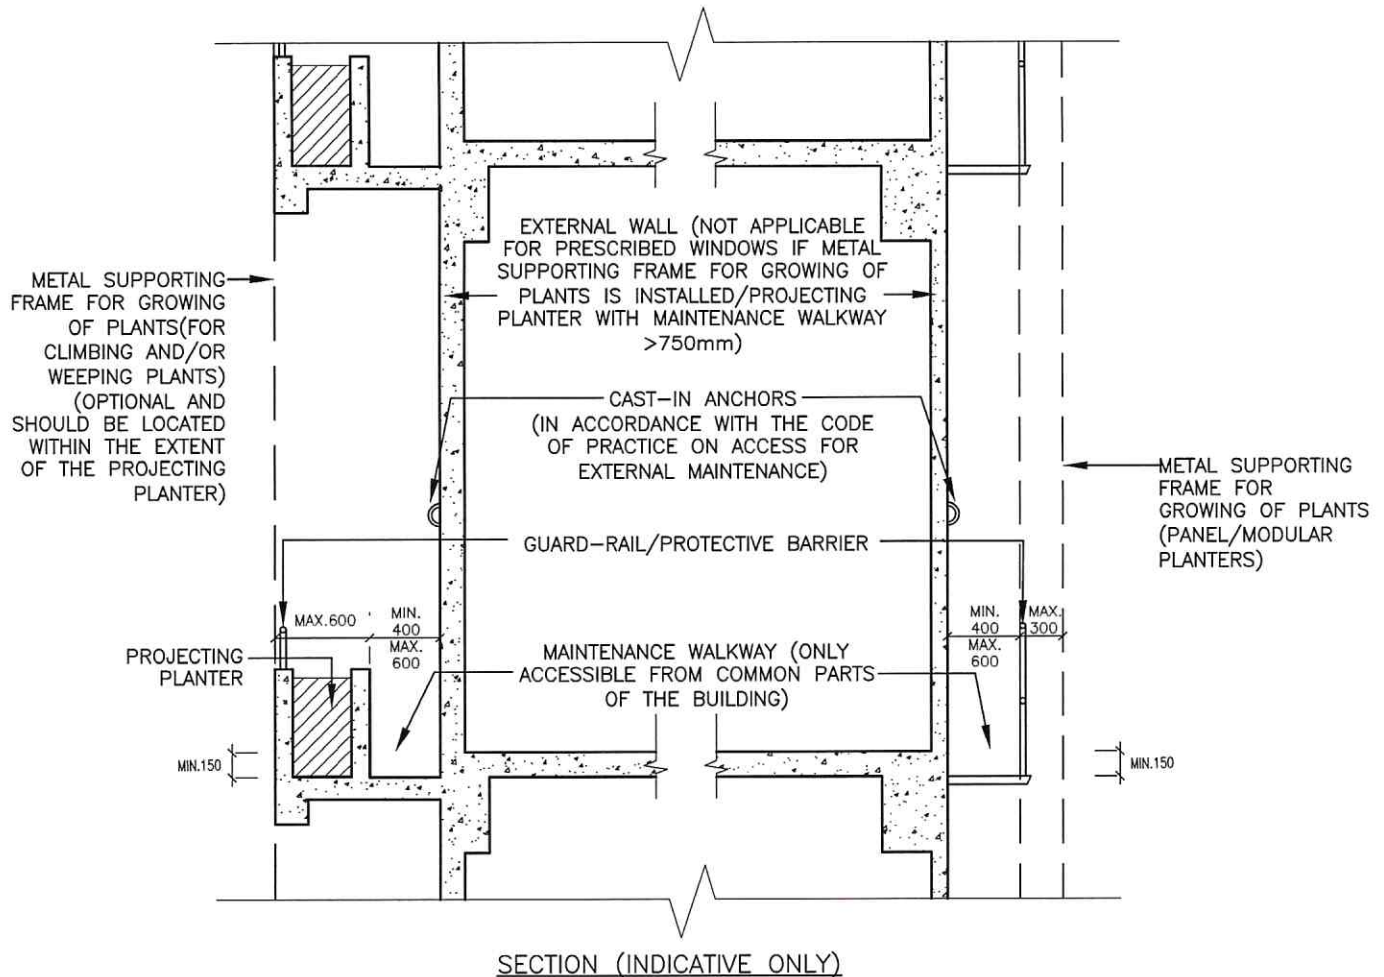 EXTERNAL WALL (NOT APPLICABLE
FOR PRESCRIBED WINDOWS IF METAL
SUPPORTING FRAME FOR GROWING OF
PLANTS IS INSTALLED/PROJECTING
PLANTER WITH MAINTENANCE WALKWAY
>750mm)
METAL SUPPORTING
FRAME FOR GROWING
OF PLANTS(FOR
CLIMBING AND/OR
WEEPING PLANTS)
(OPTIONAL AND
SHOULD BE LOCATED
WITHIN THE EXTENT
OF THE PROJECTING
PLANTER)
CAST-IN ANCHORS
(IN ACCORDANCE WITH THE CODE
OF PRACTICE ON ACCESS FOR
EXTERNAL MAINTENANCE)
METAL SUPPORTING
FRAME FOR
GROWING OF PLANTS
(PANEL/MODULAR
PLANTERS)
GUARD-RAIL/PROTECTIVE BARRIER
MAX.600
MIN.
400
MAX.
600
MIN.
400
MAX.
600
MAX.
300
PROJECTING
PLANTER
MAINTENANCE WALKWAY (ONLY
ACCESSIBLE FROM COMMON PARTS
OF THE BUILDING)
MIN.150
MIN.150
SECTION (INDICATIVE ONLY)